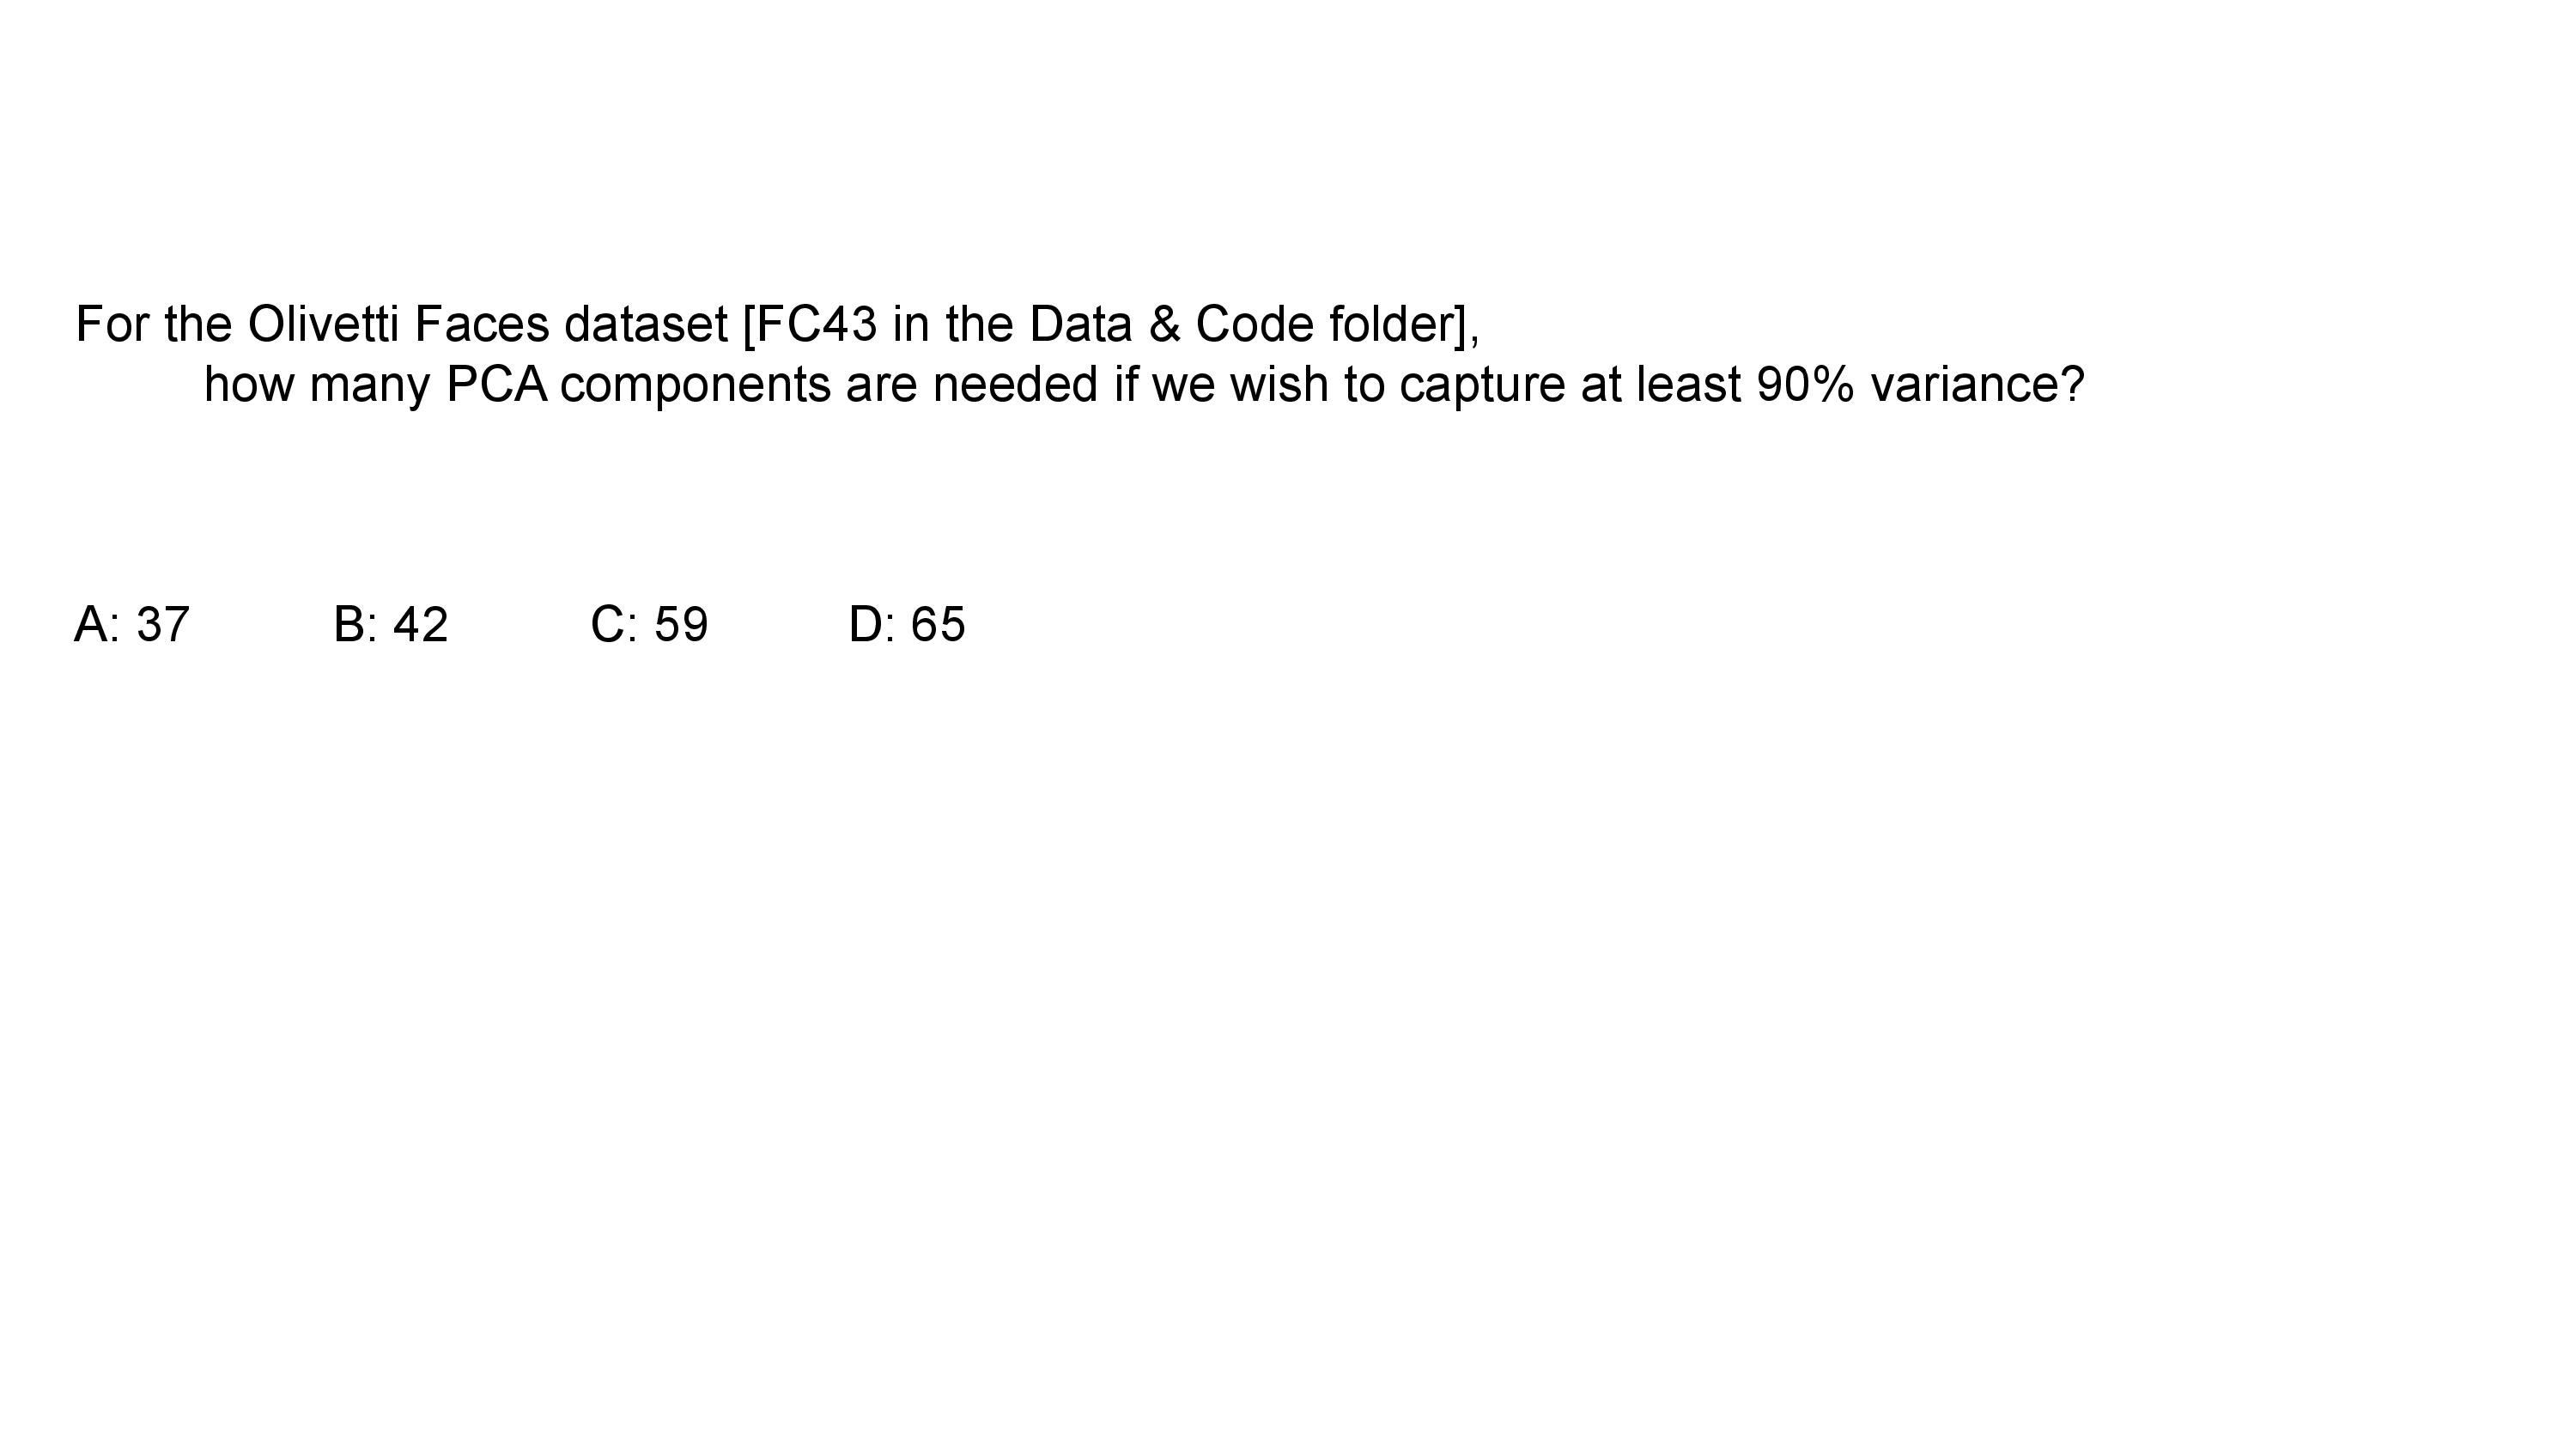 For the Olivetti Faces dataset [FC43 in the Data & Code folder],
how many PCA components are needed if we wish to capture at least 90% variance?
A: 37 B: 42 C: 59 D: 65